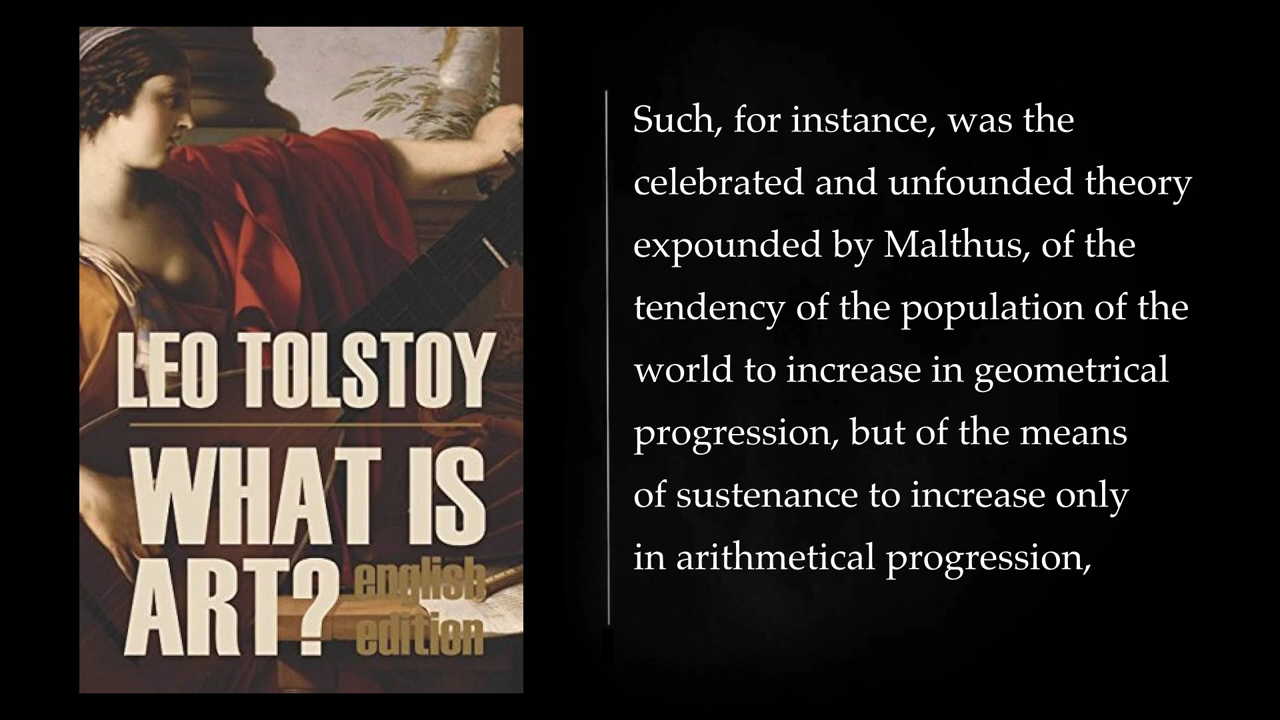 LEO TOLSTOY
WHAT IS
ART?
english
edition
Such, for instance, was the
celebrated and unfounded theory
expounded by Malthus, of the
tendency of the population of the
world to increase in geometrical
progression, but of the means
of sustenance to increase only
in arithmetical progression,